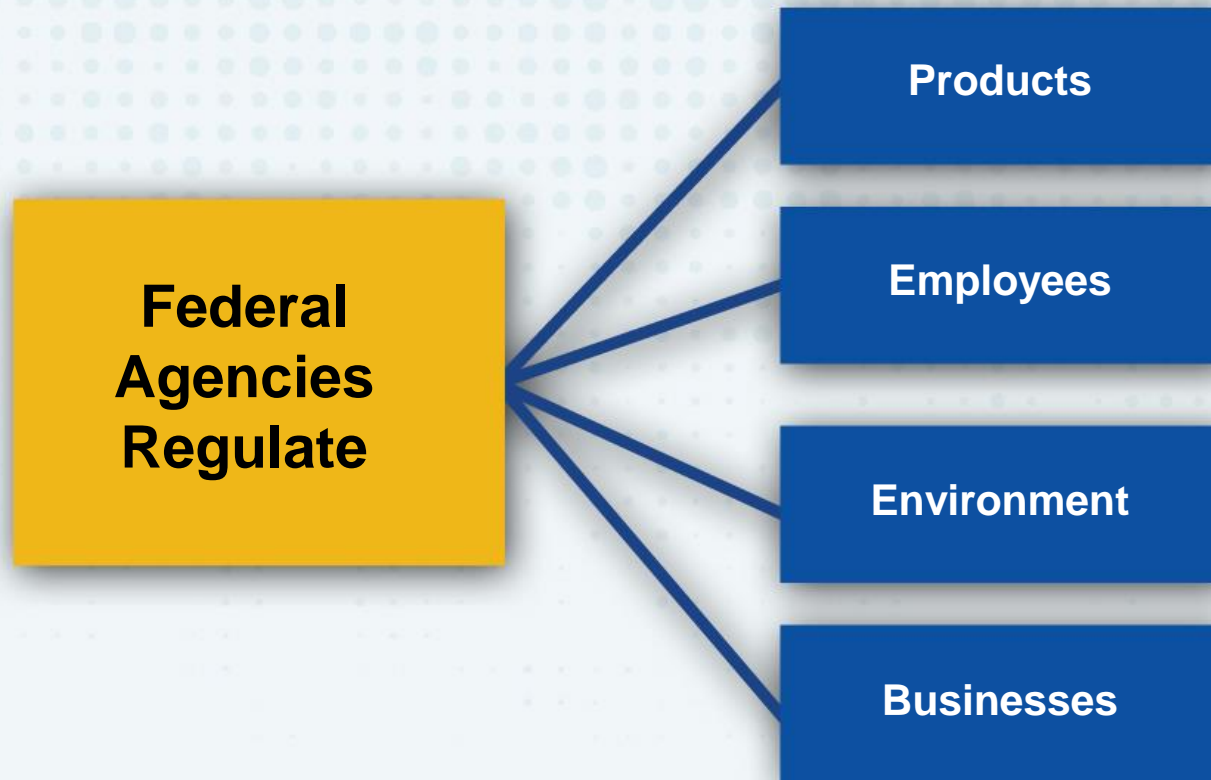 Federal
Agencies
Regulate
Products
Employees
Environment
Businesses